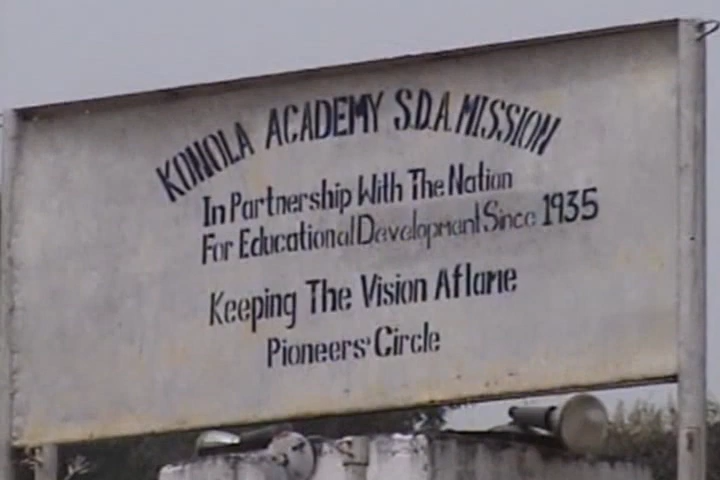 KONOLA ACADEMY S.D.A. MISSION
In Partnership With The Nation
For Educational Development Since 1935
Keeping The Vision Aflame
Pioneers' Circle